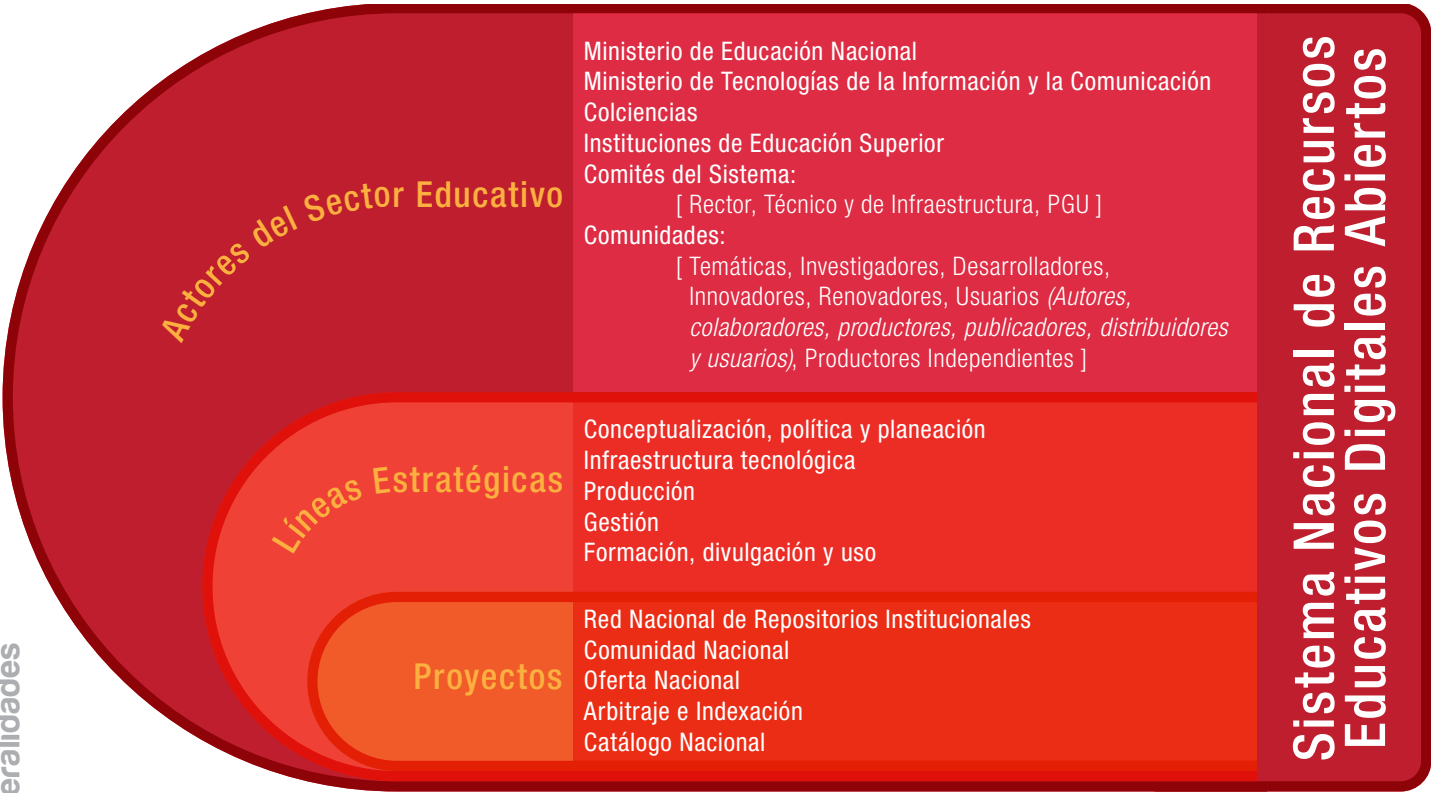 Actores del Sector Educativo
Ministerio de Educación Nacional
Ministerio de Tecnologías de la Información y la Comunicación
Colciencias
Instituciones de Educación Superior
Comités del Sistema:
[ Rector, Técnico y de Infraestructura, PGU ]
Comunidades:
[ Temáticas, Investigadores, Desarrolladores,
Innovadores, Renovadores, Usuarios (Autores,
colaboradores, productores, publicadores, distribuidores
y usuarios), Productores Independientes ]
Líneas Estratégicas
Conceptualización, política y planeación
Infraestructura tecnológica
Producción
Gestión
Formación, divulgación y uso
Proyectos
Red Nacional de Repositorios Institucionales
Comunidad Nacional
Oferta Nacional
Arbitraje e Indexación
Catálogo Nacional
Sistema Nacional de Recursos
Educativos Digitales Abiertos